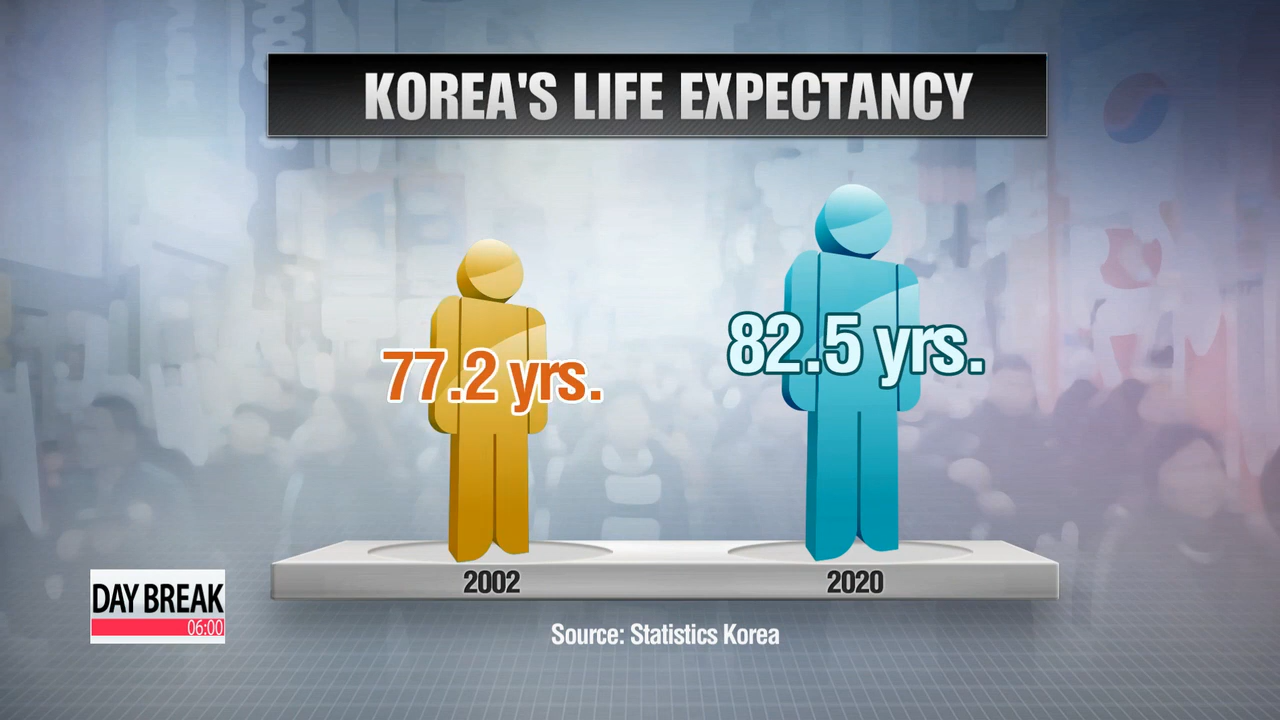 KOREA'S LIFE EXPECTANCY
77.2 yrs.
82.5 yrs.
2002
2020
DAY BREAK
06:00
Source: Statistics Korea